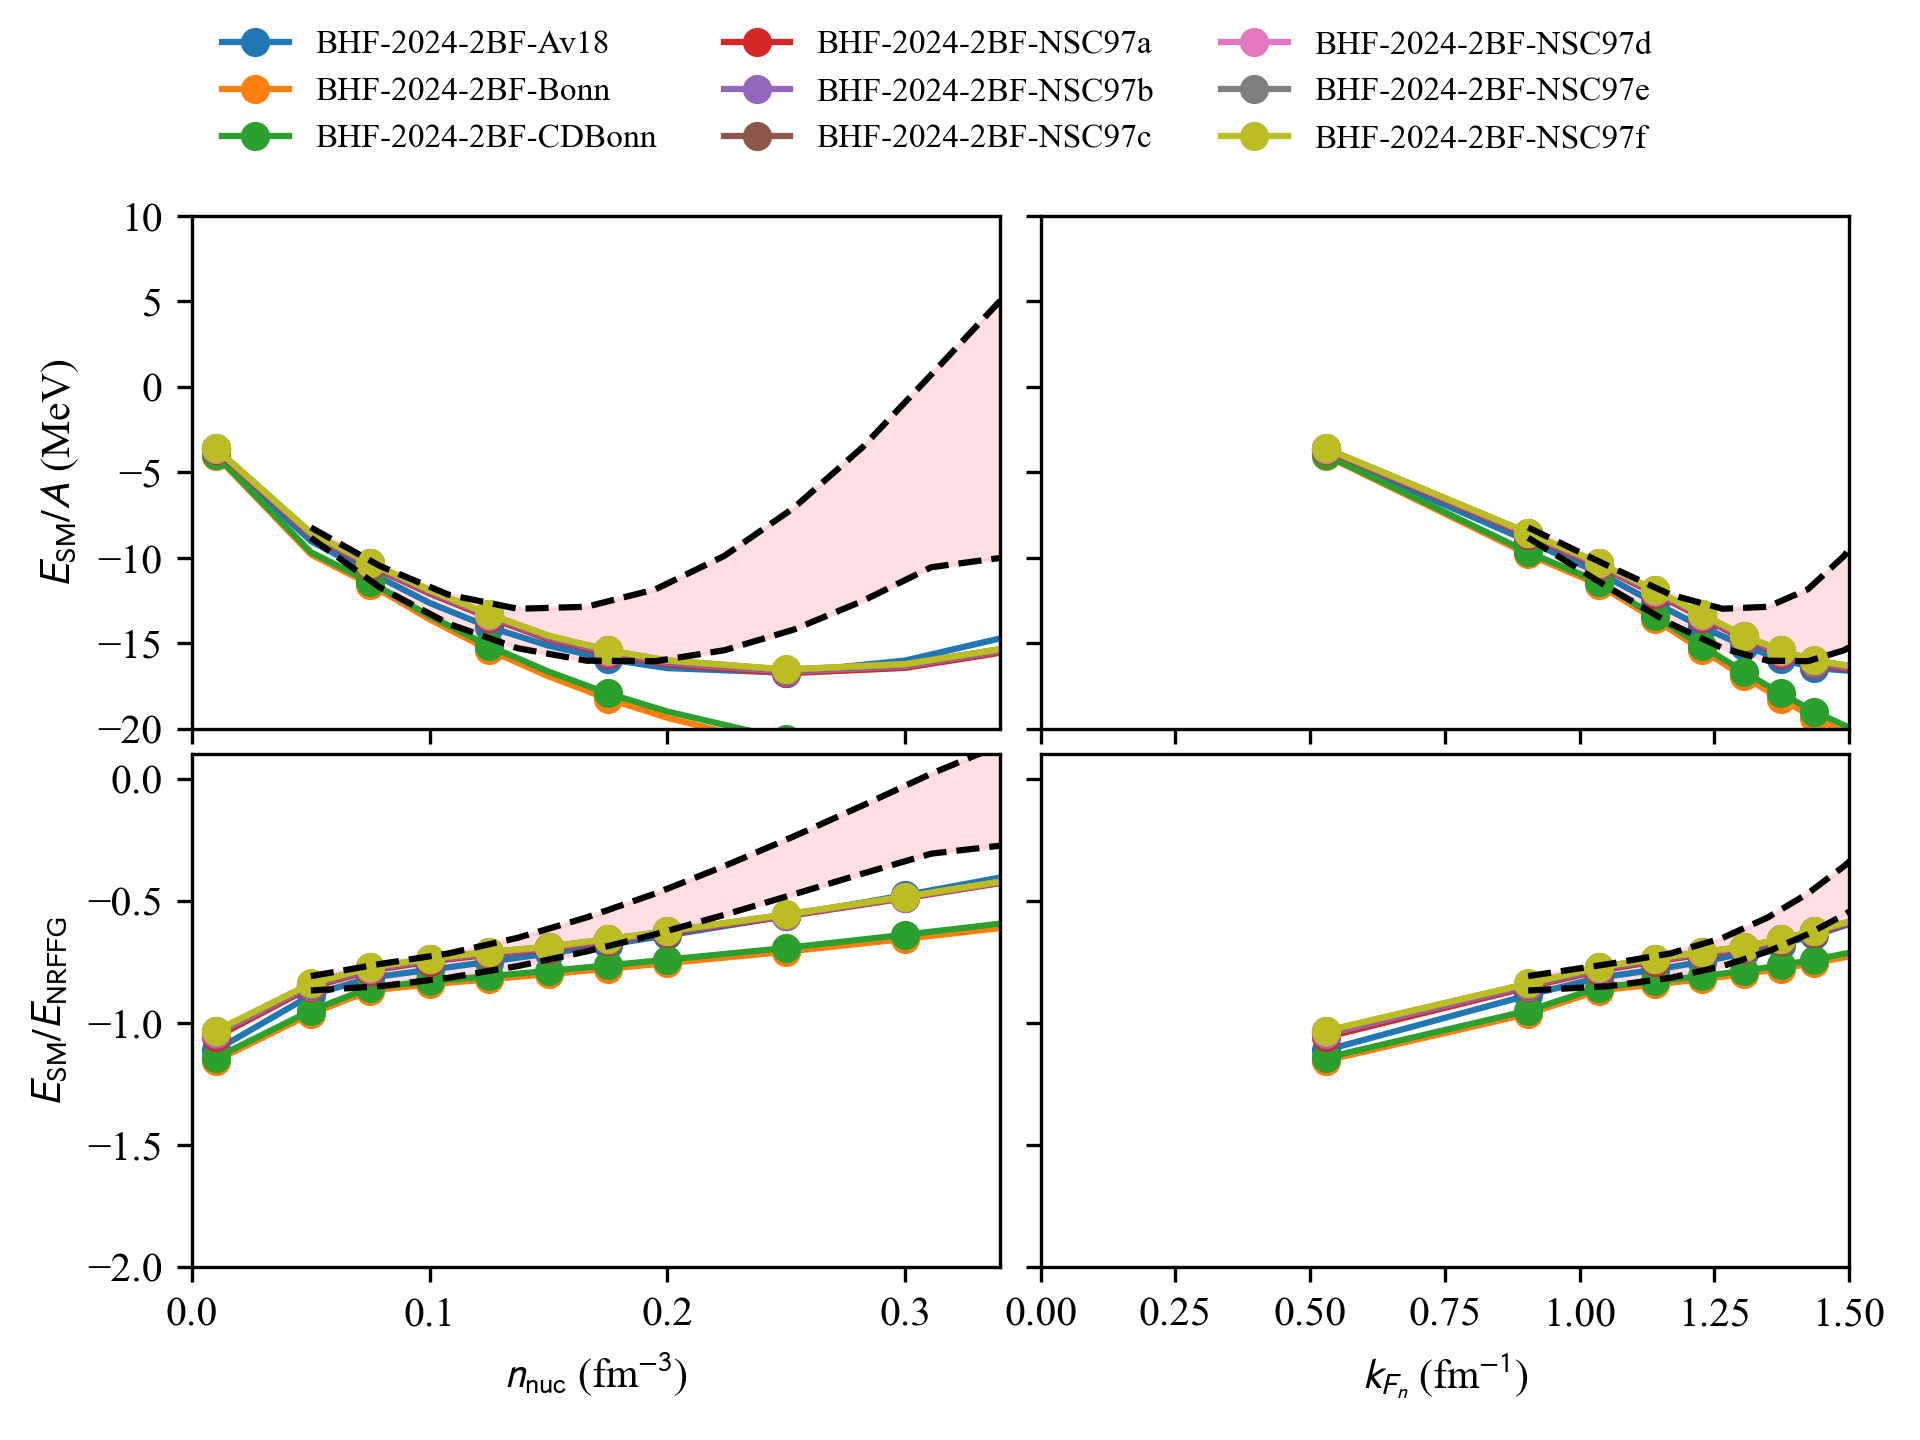 BHF-2024-2BF-Av18 BHF-2024-2BF-NSC97a BHF-2024-2BF-NSC97d
BHF-2024-2BF-Bonn BHF-2024-2BF-NSC97b BHF-2024-2BF-NSC97e
BHF-2024-2BF-CDBonn BHF-2024-2BF-NSC97c BHF-2024-2BF-NSC97f
10
5
0
−5
−10
−15
−20
E_SM/A (MeV)
0.0
−0.5
−1.0
−1.5
−2.0
E_SM/E_NRFFG
0.0 0.1 0.2 0.3
0.00 0.25 0.50 0.75 1.00 1.25 1.50
n_nuc (fm⁻³)
k_{F_n} (fm⁻¹)